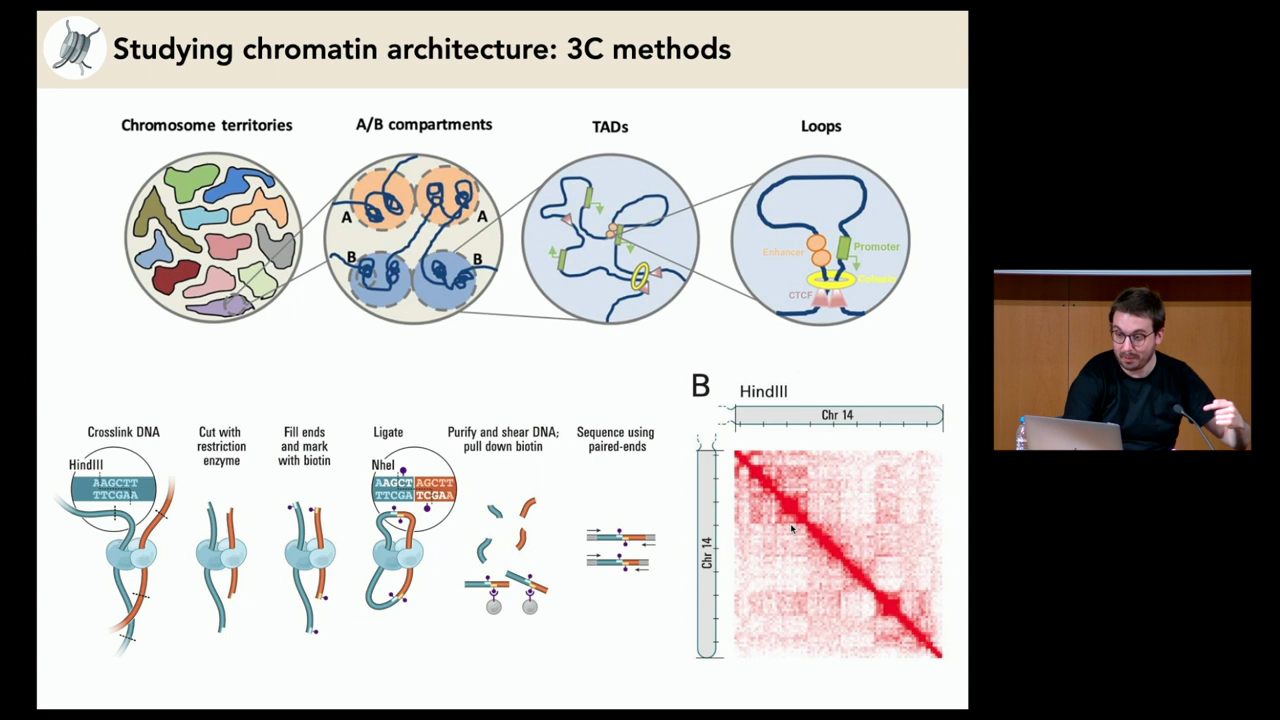 Studying chromatin architecture: 3C methods
Chromosome territories
A/B compartments
TADs
Loops
A
A
B
B
Enhancer
Promoter
Cohesin
CTCF
Crosslink DNA
Cut with
restriction
enzyme
Fill ends
and mark
with biotin
Ligate
Purify and shear DNA;
pull down biotin
Sequence using
paired-ends
HindIII
AAGCTT
TTCGAA
NheI
AAGCT AGCTT
TTCGA TCGAA
B
HindIII
Chr 14
Chr 14